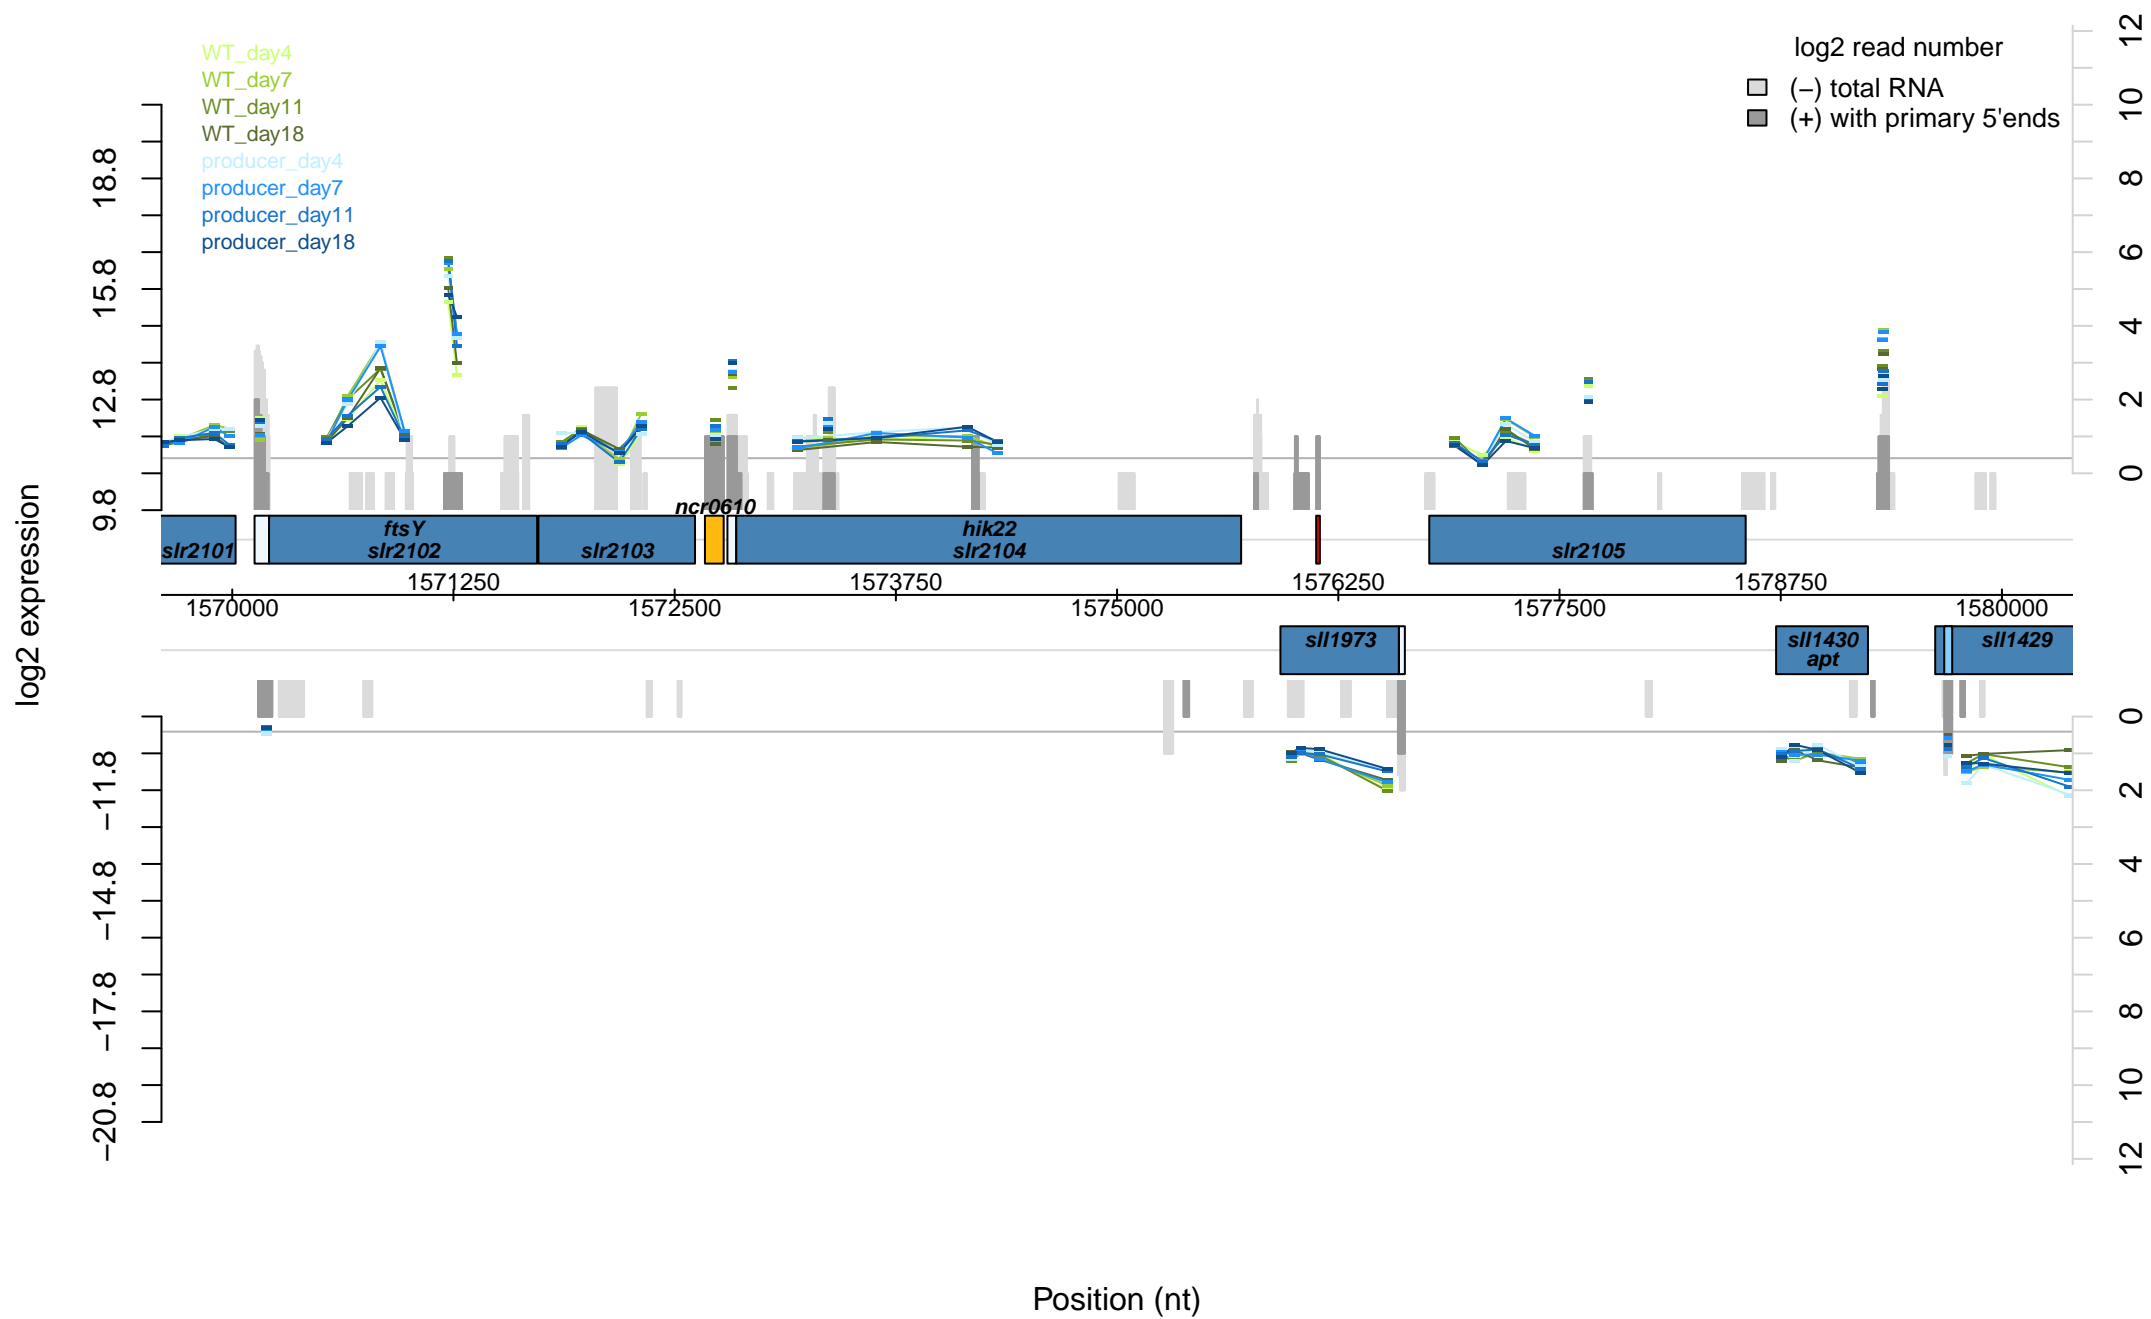 WT_day4
WT_day7
WT_day11
WT_day18
producer_day4
producer_day7
producer_day11
producer_day18
log2 read number
(−) total RNA
(+) with primary 5'ends
log2 expression
18.8
15.8
12.8
9.8
12
10
8
6
4
2
0
ncr0610
ftsY
hik22
slr2101
slr2102
slr2103
slr2104
slr2105
1571250
1573750
1576250
1578750
1570000
1572500
1575000
1577500
1580000
sll1973
sll1430
apt
sll1429
−11.8
−14.8
−17.8
−20.8
0
2
4
6
8
10
12
Position (nt)